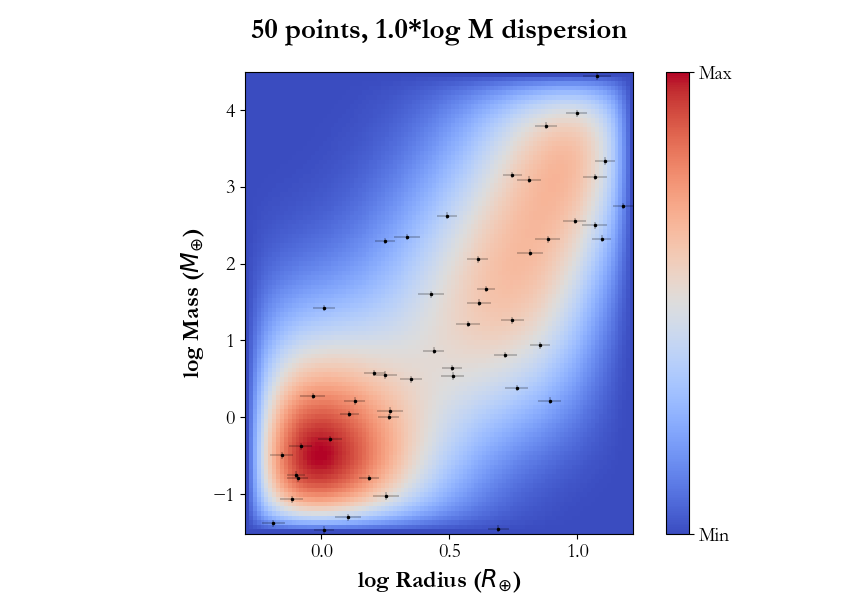 50 points, 1.0*log M dispersion
Max
4
3
2
1
0
−1
Min
0.0 0.5 1.0
log Mass (M⊕)
log Radius (R⊕)